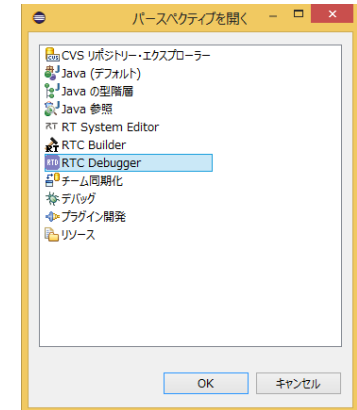 パースペクティブを開く
CVS リポジトリー・エクスプローラー
Java (デフォルト)
Java の型階層
Java 参照
RT System Editor
RTC Builder
RTC Debugger
チーム同期化
デバッグ
プラグイン開発
リソース
OK
キャンセル